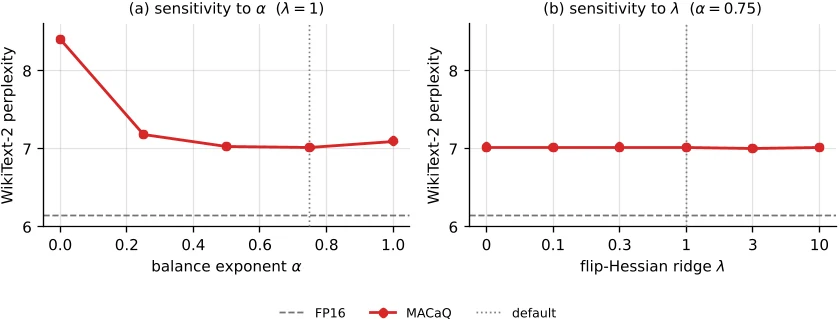 (a) sensitivity to α (λ = 1)
WikiText-2 perplexity
8
7
6
0.0 0.2 0.4 0.6 0.8 1.0
balance exponent α
(b) sensitivity to λ (α = 0.75)
WikiText-2 perplexity
8
7
6
0 0.1 0.3 1 3 10
flip-Hessian ridge λ
FP16 MACaQ default